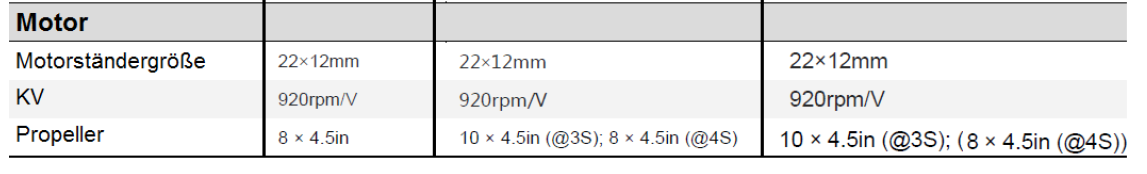 Motor
Motorständergröße 22×12mm 22×12mm 22×12mm
KV 920rpm/V 920rpm/V 920rpm/V
Propeller 8 × 4.5in 10 × 4.5in (@3S); 8 × 4.5in (@4S) 10 × 4.5in (@3S); (8 × 4.5in (@4S))